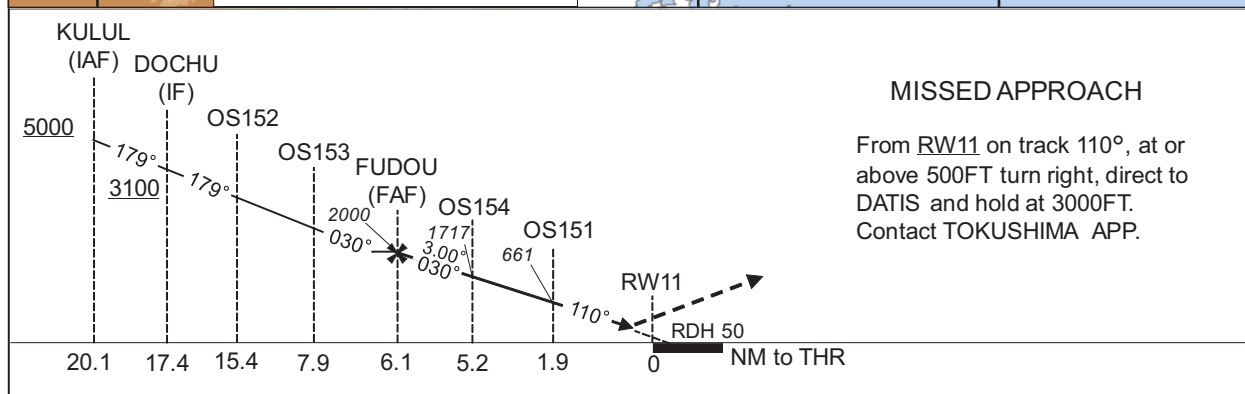 KULUL
(IAF)
DOCHU
(IF)
OS152
OS153
FUDOU
(FAF)
OS154
OS151
RW11
5000
179°
3100
179°
2000
030°
1717
3.00°
030°
661
110°
RDH 50
20.1
17.4
15.4
7.9
6.1
5.2
1.9
0
NM to THR
MISSED APPROACH
From RW11 on track 110°, at or
above 500FT turn right, direct to
DATIS and hold at 3000FT.
Contact TOKUSHIMA APP.